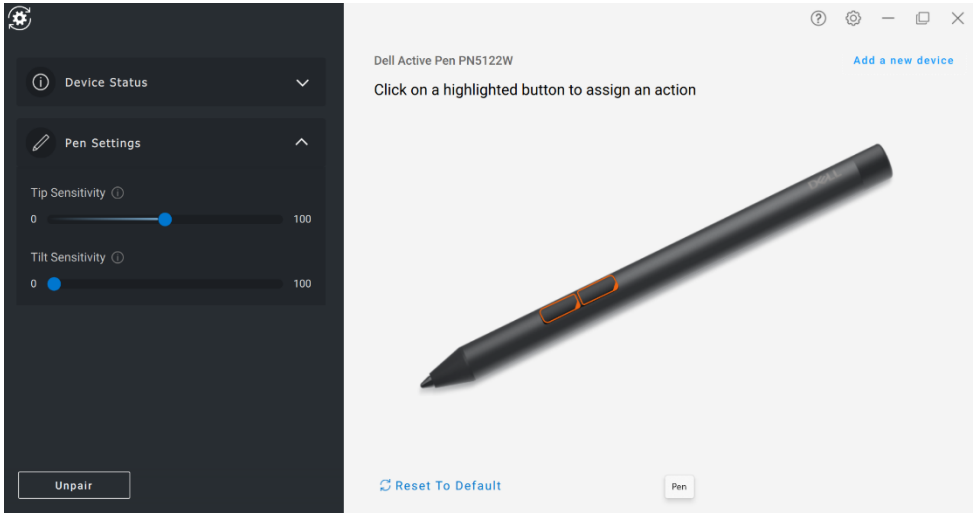 Device Status
Pen Settings
Tip Sensitivity
0 100
Tilt Sensitivity
0 100
Unpair
Dell Active Pen PN5122W
Add a new device
Click on a highlighted button to assign an action
DELL
Reset To Default
Pen